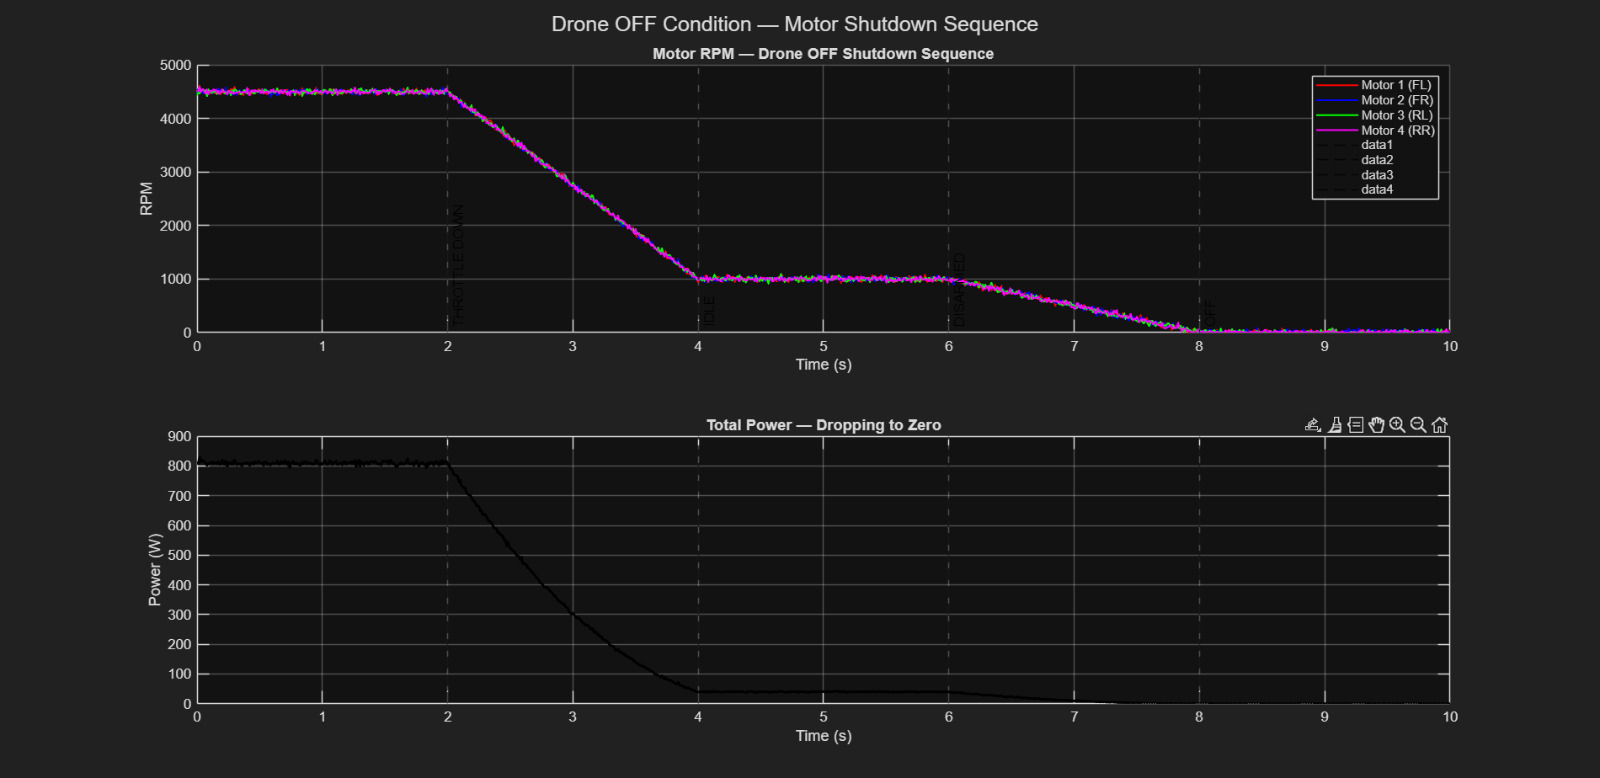 Drone OFF Condition — Motor Shutdown Sequence
Motor RPM — Drone OFF Shutdown Sequence
5000
4000
3000
2000
1000
0
RPM
Motor 1 (FL)
Motor 2 (FR)
Motor 3 (RL)
Motor 4 (RR)
data1
data2
data3
data4
THROTTLE DOWN
IDLE
DISARMED
OFF
0 1 2 3 4 5 6 7 8 9 10
Time (s)
Total Power — Dropping to Zero
900
800
700
600
500
400
300
200
100
0
Power (W)
0 1 2 3 4 5 6 7 8 9 10
Time (s)